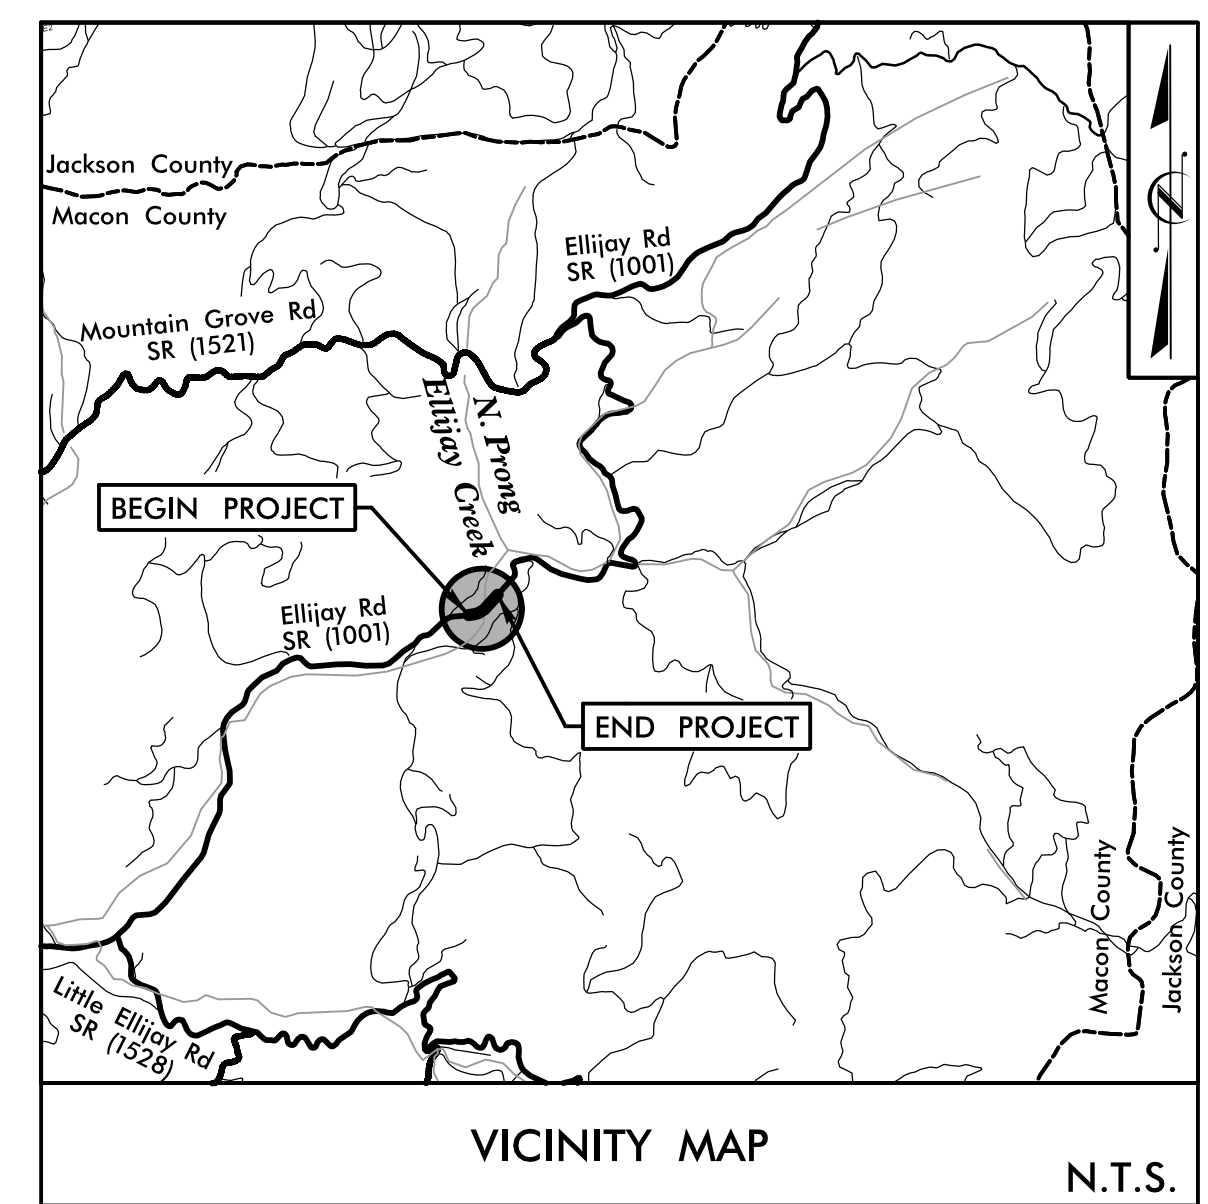 Jackson County
Macon County
Ellijay Rd
SR (1001)
Mountain Grove Rd
SR (1521)
N. Prong
Ellijay Creek
BEGIN PROJECT
Ellijay Rd
SR (1001)
END PROJECT
Macon County
Jackson County
Little Ellijay Rd
SR (1528)
VICINITY MAP
N.T.S.